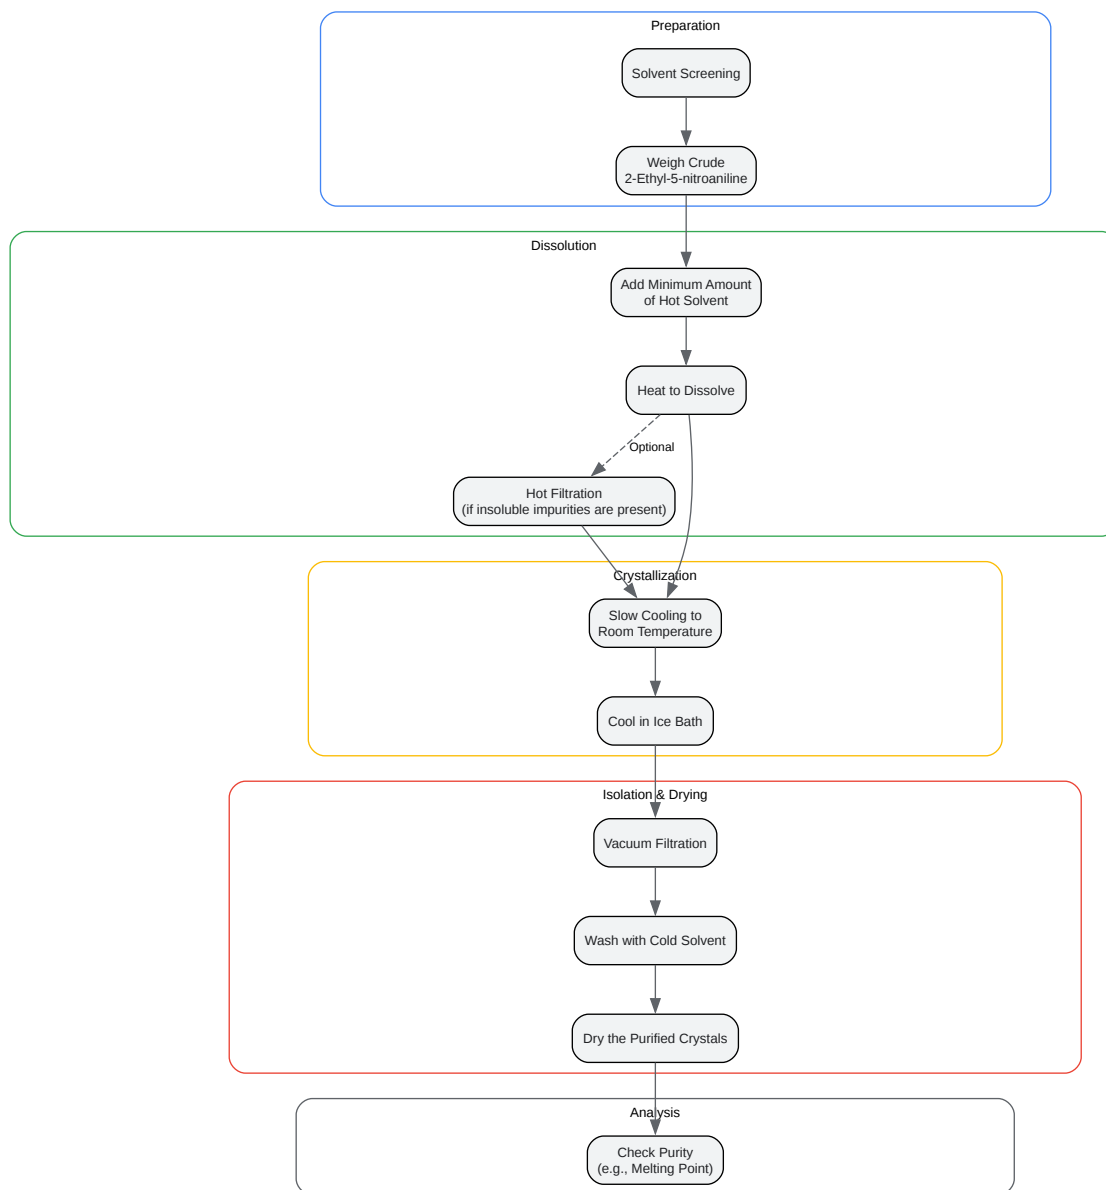 Preparation
Solvent Screening
Weigh Crude
2-Ethyl-5-nitroaniline
Dissolution
Add Minimum Amount
of Hot Solvent
Heat to Dissolve
Optional
Hot Filtration
(if insoluble impurities are present)
Crystallization
Slow Cooling to
Room Temperature
Cool in Ice Bath
Isolation & Drying
Vacuum Filtration
Wash with Cold Solvent
Dry the Purified Crystals
Analysis
Check Purity
(e.g., Melting Point)